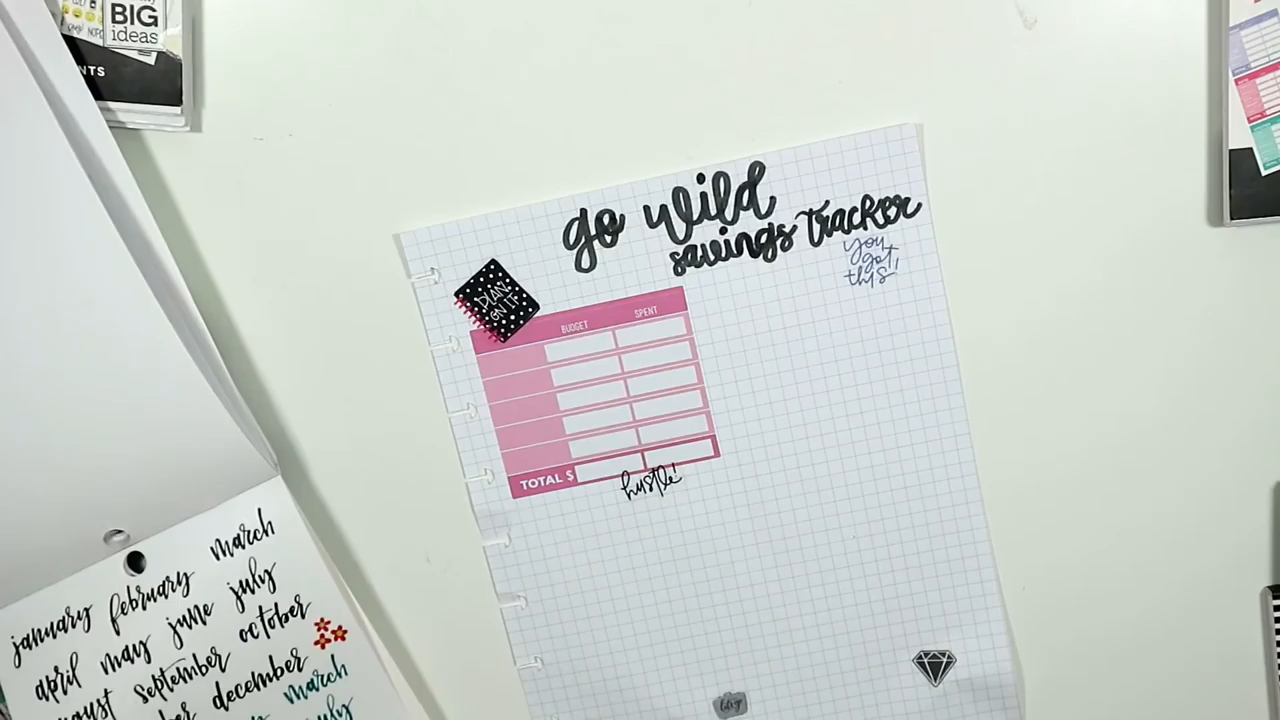 BIG
ideas
NTS
go wild
savings tracker
you
got
this!
PLAN
ON IT
BUDGET SPENT
TOTAL $
hustle!
january february march
april may june july
september october
december
march